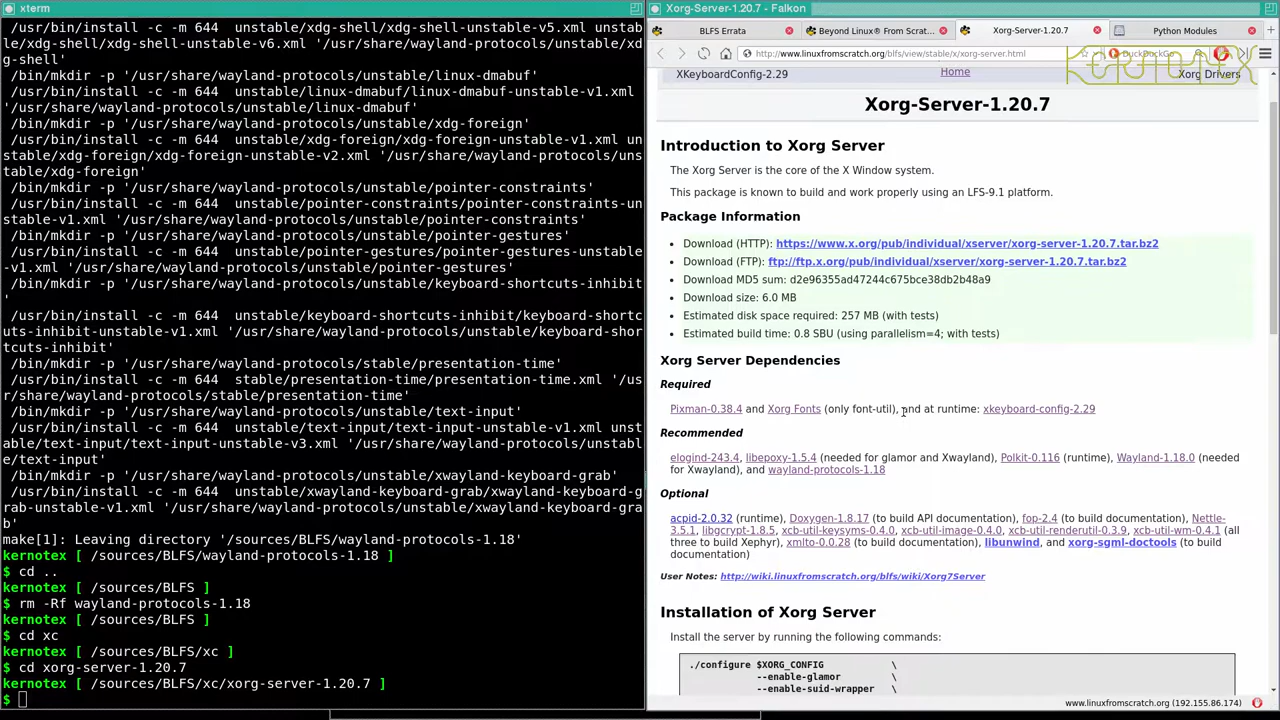 xterm
/usr/bin/install -c -m 644  unstable/xdg-shell/xdg-shell-unstable-v5.xml unstab
le/xdg-shell/xdg-shell-unstable-v6.xml '/usr/share/wayland-protocols/unstable/xd
g-shell'
/bin/mkdir -p '/usr/share/wayland-protocols/unstable/linux-dmabuf'
/usr/bin/install -c -m 644  unstable/linux-dmabuf/linux-dmabuf-unstable-v1.xml
'/usr/share/wayland-protocols/unstable/linux-dmabuf'
/bin/mkdir -p '/usr/share/wayland-protocols/unstable/xdg-foreign'
/usr/bin/install -c -m 644  unstable/xdg-foreign/xdg-foreign-unstable-v1.xml un
stable/xdg-foreign/xdg-foreign-unstable-v2.xml '/usr/share/wayland-protocols/uns
table/xdg-foreign'
/bin/mkdir -p '/usr/share/wayland-protocols/unstable/pointer-constraints'
/usr/bin/install -c -m 644  unstable/pointer-constraints/pointer-constraints-un
stable-v1.xml '/usr/share/wayland-protocols/unstable/pointer-constraints'
/bin/mkdir -p '/usr/share/wayland-protocols/unstable/pointer-gestures'
/usr/bin/install -c -m 644  unstable/pointer-gestures/pointer-gestures-unstable
-v1.xml '/usr/share/wayland-protocols/unstable/pointer-gestures'
/bin/mkdir -p '/usr/share/wayland-protocols/unstable/keyboard-shortcuts-inhibit
'
/usr/bin/install -c -m 644  unstable/keyboard-shortcuts-inhibit/keyboard-shortc
uts-inhibit-unstable-v1.xml '/usr/share/wayland-protocols/unstable/keyboard-shor
tcuts-inhibit'
/bin/mkdir -p '/usr/share/wayland-protocols/stable/presentation-time'
/usr/bin/install -c -m 644  stable/presentation-time/presentation-time.xml '/us
r/share/wayland-protocols/stable/presentation-time'
/bin/mkdir -p '/usr/share/wayland-protocols/unstable/text-input'
/usr/bin/install -c -m 644  unstable/text-input/text-input-unstable-v1.xml unst
able/text-input/text-input-unstable-v3.xml '/usr/share/wayland-protocols/unstabl
e/text-input'
/bin/mkdir -p '/usr/share/wayland-protocols/unstable/xwayland-keyboard-grab'
/usr/bin/install -c -m 644  unstable/xwayland-keyboard-grab/xwayland-keyboard-g
rab-unstable-v1.xml '/usr/share/wayland-protocols/unstable/xwayland-keyboard-gra
b'
make[1]: Leaving directory '/sources/BLFS/wayland-protocols-1.18'
kernotex [ /sources/BLFS/wayland-protocols-1.18 ]
$ cd ..
kernotex [ /sources/BLFS ]
$ rm -Rf wayland-protocols-1.18
kernotex [ /sources/BLFS ]
$ cd xc
kernotex [ /sources/BLFS/xc ]
$ cd xorg-server-1.20.7
kernotex [ /sources/BLFS/xc/xorg-server-1.20.7 ]
$
Xorg-Server-1.20.7 - Falkon
BLFS Errata
Beyond Linux® From Scrat...
Xorg-Server-1.20.7
Python Modules
http://www.linuxfromscratch.org/blfs/view/stable/x/xorg-server.html
DuckDuckGo
KERNOTEX
XKeyboardConfig-2.29
Home
Xorg Drivers
Xorg-Server-1.20.7
Introduction to Xorg Server
The Xorg Server is the core of the X Window system.
This package is known to build and work properly using an LFS-9.1 platform.
Package Information
• Download (HTTP): https://www.x.org/pub/individual/xserver/xorg-server-1.20.7.tar.bz2
• Download (FTP): ftp://ftp.x.org/pub/individual/xserver/xorg-server-1.20.7.tar.bz2
• Download MD5 sum: d2e96355ad47244c675bce38db2b48a9
• Download size: 6.0 MB
• Estimated disk space required: 257 MB (with tests)
• Estimated build time: 0.8 SBU (using parallelism=4; with tests)
Xorg Server Dependencies
Required
Pixman-0.38.4 and Xorg Fonts (only font-util), and at runtime: xkeyboard-config-2.29
Recommended
elogind-243.4, libepoxy-1.5.4 (needed for glamor and Xwayland), Polkit-0.116 (runtime), Wayland-1.18.0 (needed
for Xwayland), and wayland-protocols-1.18
Optional
acpid-2.0.32 (runtime), Doxygen-1.8.17 (to build API documentation), fop-2.4 (to build documentation), Nettle-
3.5.1, libgcrypt-1.8.5, xcb-util-keysyms-0.4.0, xcb-util-image-0.4.0, xcb-util-renderutil-0.3.9, xcb-util-wm-0.4.1 (all
three to build Xephyr), xmlto-0.0.28 (to build documentation), libunwind, and xorg-sgml-doctools (to build
documentation)
User Notes: http://wiki.linuxfromscratch.org/blfs/wiki/Xorg7Server
Installation of Xorg Server
Install the server by running the following commands:
./configure $XORG_CONFIG            \
            --enable-glamor         \
            --enable-suid-wrapper   \
www.linuxfromscratch.org (192.155.86.174)